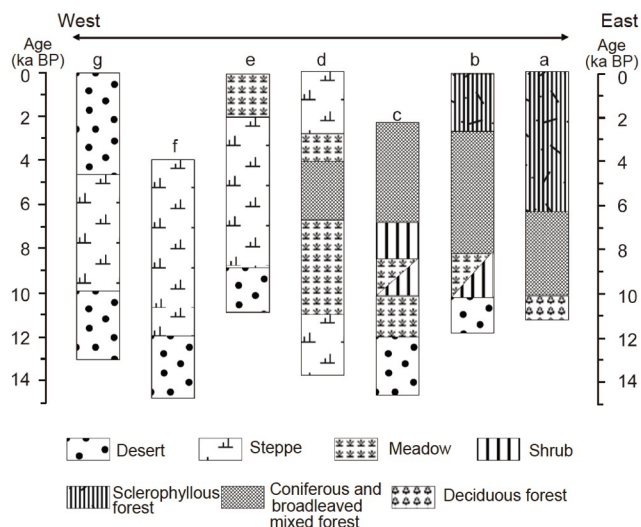 West
East
Age
(ka BP)
g
f
e
d
c
b
a
Age
(ka BP)
0
2
4
6
8
10
12
14
0
2
4
6
8
10
12
14
Desert
Steppe
Meadow
Shrub
Sclerophyllous
forest
Coniferous and
broadleaved
mixed forest
Deciduous forest